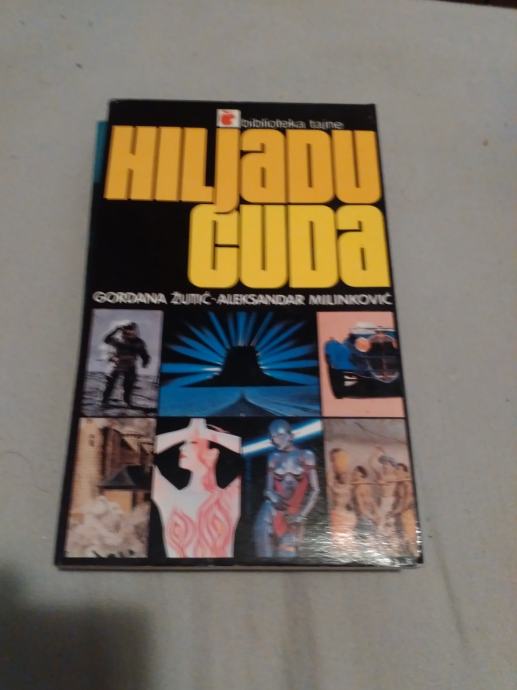 biblioteka tajne
HILJADU
ČUDA
GORDANA ŽUTIĆ - ALEKSANDAR MILINKOVIĆ